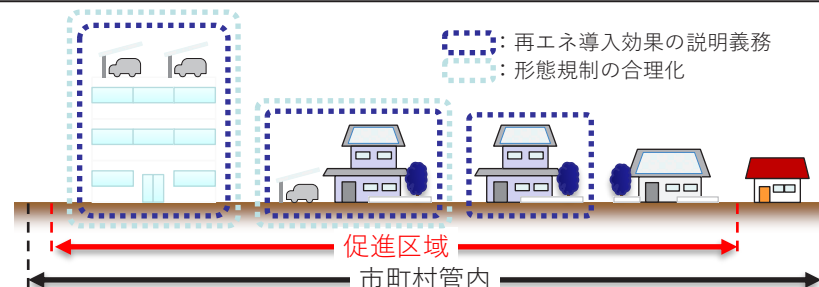 ：再エネ導入効果の説明義務
：形態規制の合理化
促進区域
市町村管内